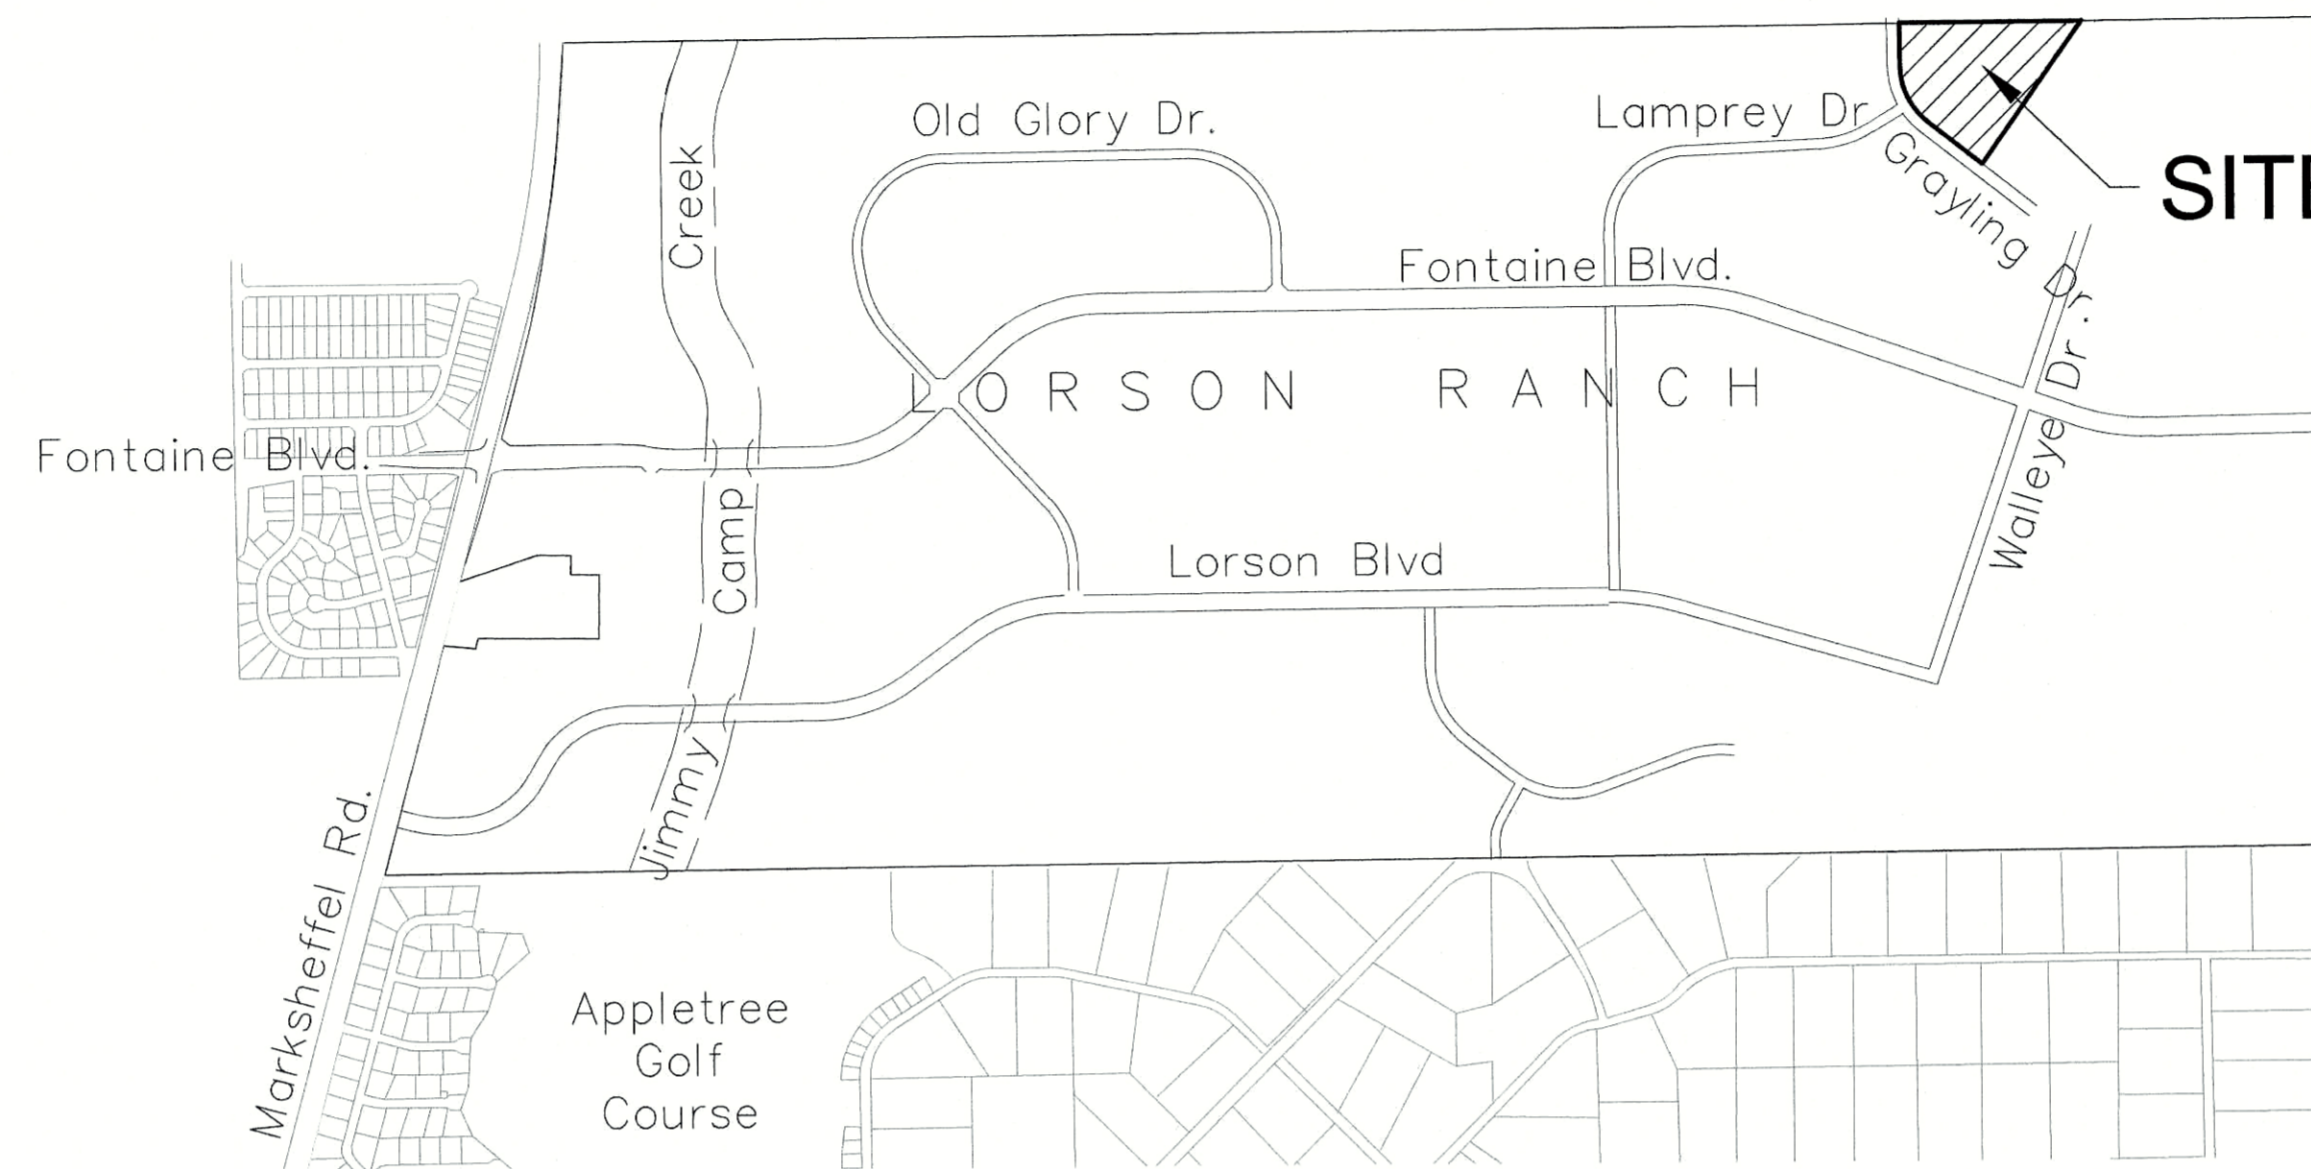 Old Glory Dr.
Lamprey Dr
Grayling Dr.
Creek
Fontaine Blvd.
LORSON RANCH
Fontaine Blvd.
Camp
Lorson Blvd
Walleye Dr.
Jimmy
Marksheffel Rd.
Appletree
Golf
Course